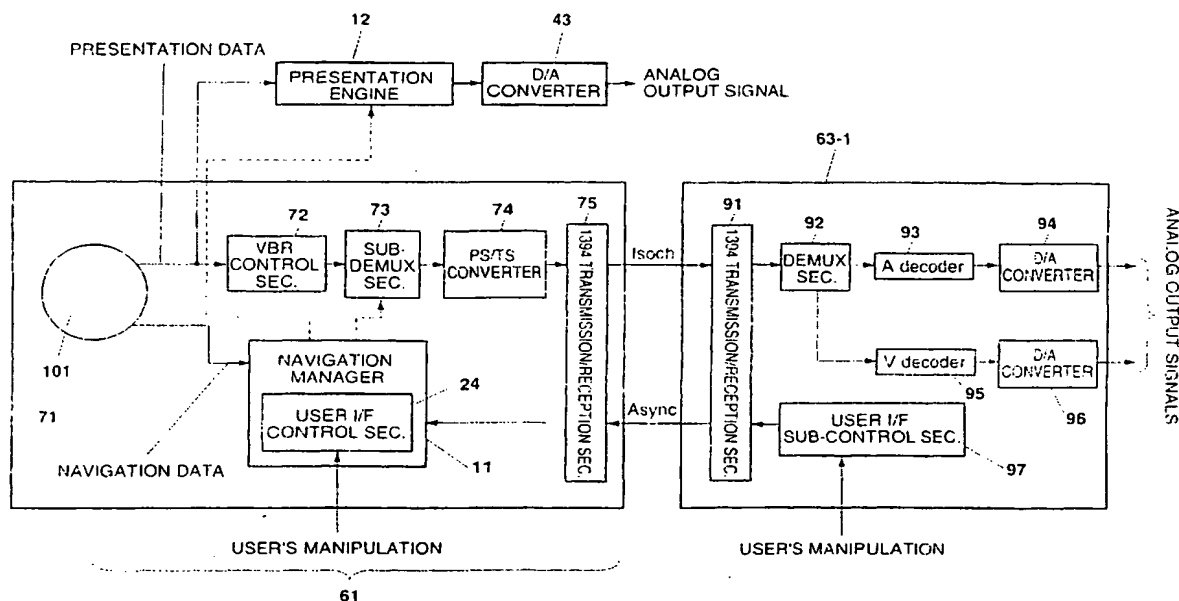 12
43
PRESENTATION DATA
PRESENTATION
ENGINE
D/A
CONVERTER
ANALOG
OUTPUT SIGNAL
63-1
72
73
74
75
91
92
93
94
VBR
CONTROL
SEC.
SUB-
DEMUX
SEC.
PS/TS
CONVERTER
1394 TRANSMISSION/RECEPTION SEC.
Isoch
1394 TRANSMISSION/RECEPTION SEC.
DEMUX
SEC.
A decoder
D/A
CONVERTER
ANALOG OUTPUT SIGNALS
101
71
NAVIGATION
MANAGER
24
USER I/F
CONTROL SEC.
11
NAVIGATION DATA
Async
V decoder
95
D/A
CONVERTER
96
USER I/F
SUB-CONTROL SEC.
97
USER'S MANIPULATION
USER'S MANIPULATION
61